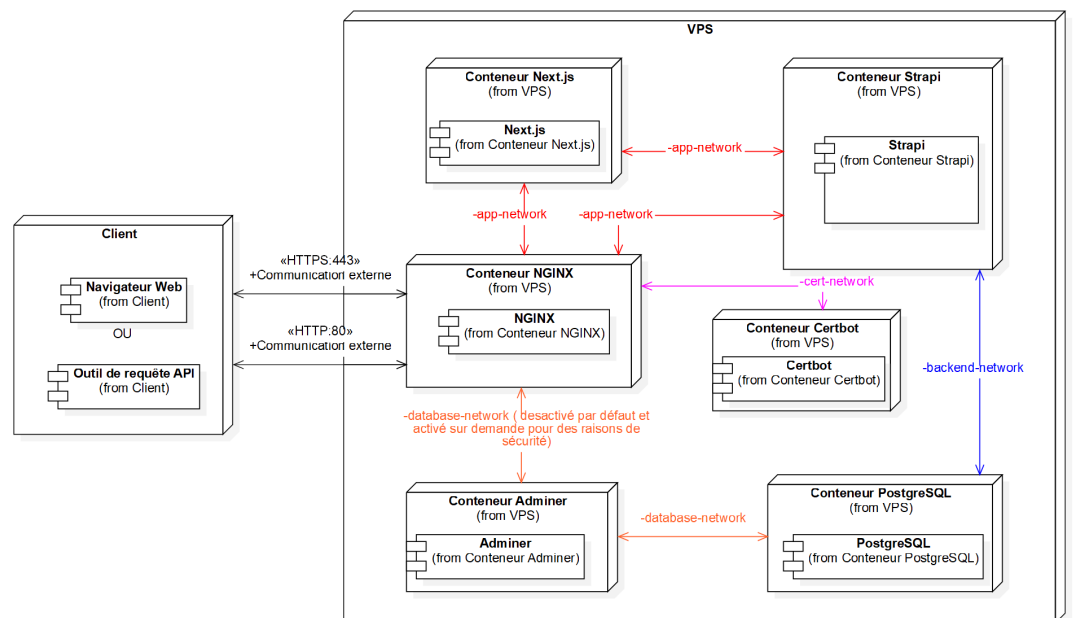 VPS
Conteneur Next.js
(from VPS)
Next.js
(from Conteneur Next.js)
Conteneur Strapi
(from VPS)
Strapi
(from Conteneur Strapi)
-app-network
-app-network
-app-network
Client
Navigateur Web
(from Client)
OU
Outil de requête API
(from Client)
«HTTPS:443»
+Communication externe
«HTTP:80»
+Communication externe
Conteneur NGINX
(from VPS)
NGINX
(from Conteneur NGINX)
-cert-network
Conteneur Certbot
(from VPS)
Certbot
(from Conteneur Certbot)
-backend-network
-database-network ( desactivé par défaut et
activé sur demande pour des raisons de
sécurité)
Conteneur Adminer
(from VPS)
Adminer
(from Conteneur Adminer)
-database-network
Conteneur PostgreSQL
(from VPS)
PostgreSQL
(from Conteneur PostgreSQL)